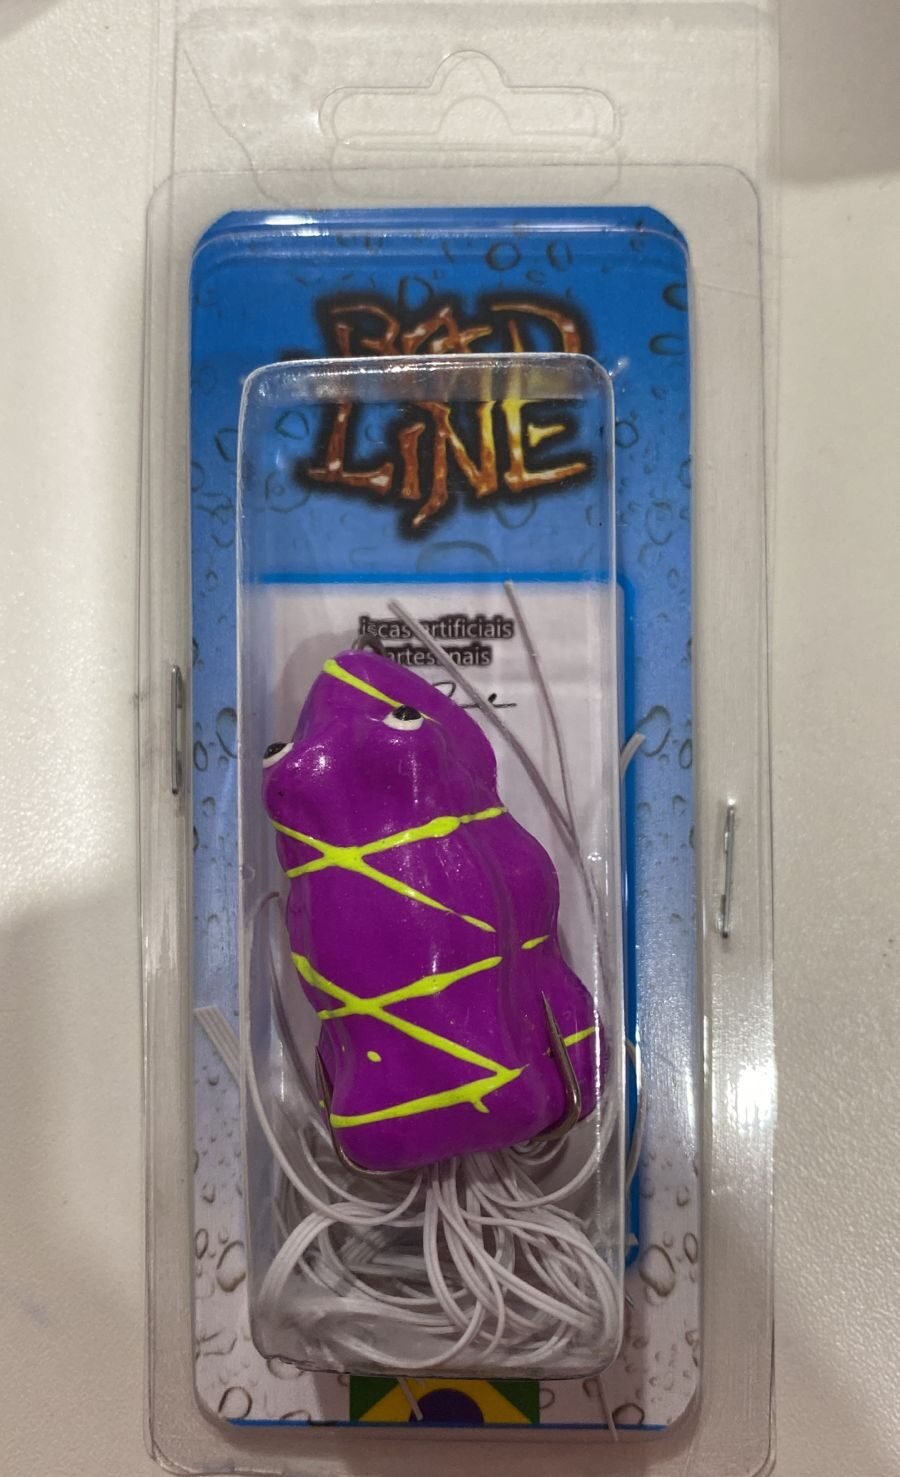 BAD
LiNE
iscas artificiais
artesanais